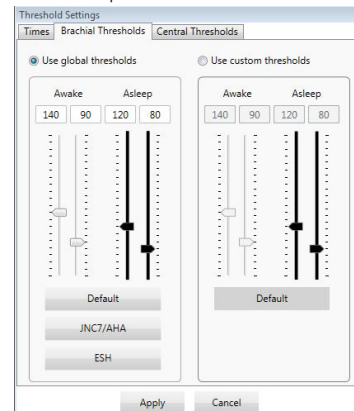 Threshold Settings
Times Brachial Thresholds Central Thresholds
Use global thresholds Use custom thresholds
Awake Asleep Awake Asleep
140 90 120 80 140 90 120 80
Default Default
JNC7/AHA
ESH
Apply Cancel